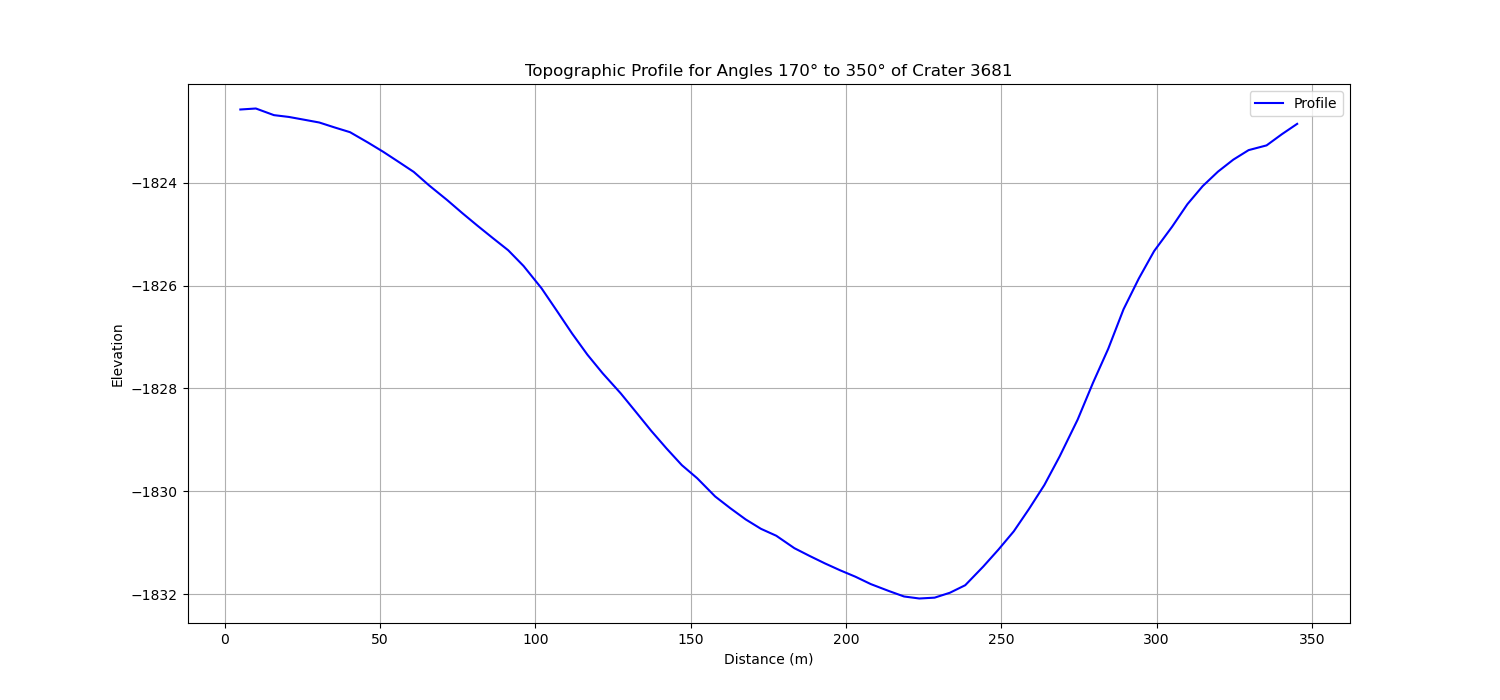 Topographic Profile for Angles 170° to 350° of Crater 3681
Profile
Elevation
−1824
−1826
−1828
−1830
−1832
0 50 100 150 200 250 300 350
Distance (m)